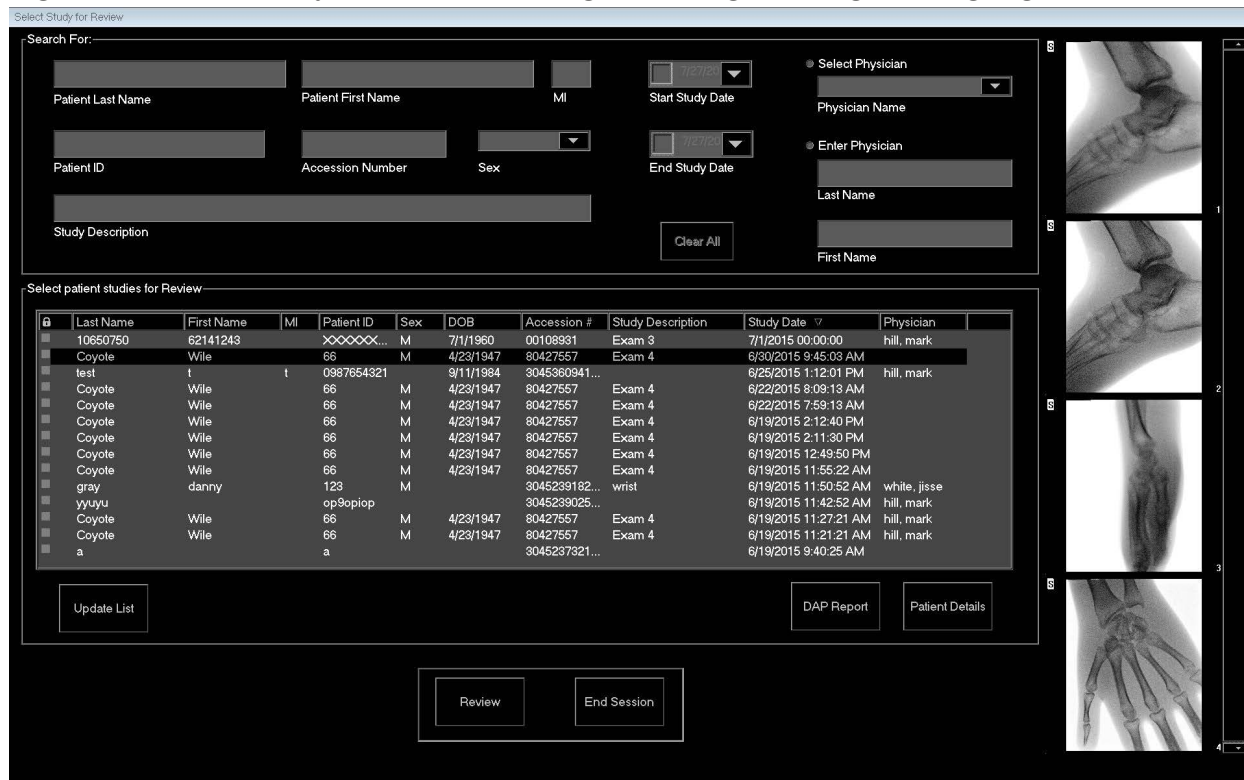 Select Study for Review
Search For:
Patient Last Name
Patient First Name
MI
7/27/20
Start Study Date
Select Physician
Physician Name
Patient ID
Accession Number
Sex
7/27/20
End Study Date
Enter Physician
Last Name
Study Description
Clear All
First Name
Select patient studies for Review
Last Name First Name MI Patient ID Sex DOB Accession # Study Description Study Date Physician
10650750 62141243 XXXXXX... M 7/1/1960 00108931 Exam 3 7/1/2015 00:00:00 hill, mark
Coyote Wile 66 M 4/23/1947 80427557 Exam 4 6/30/2015 9:45:03 AM
test t t 0987654321 9/11/1984 3045360941... 6/25/2015 1:12:01 PM hill, mark
Coyote Wile 66 M 4/23/1947 80427557 Exam 4 6/22/2015 8:09:13 AM
Coyote Wile 66 M 4/23/1947 80427557 Exam 4 6/22/2015 7:59:13 AM
Coyote Wile 66 M 4/23/1947 80427557 Exam 4 6/19/2015 2:12:40 PM
Coyote Wile 66 M 4/23/1947 80427557 Exam 4 6/19/2015 2:11:30 PM
Coyote Wile 66 M 4/23/1947 80427557 Exam 4 6/19/2015 12:49:50 PM
Coyote Wile 66 M 4/23/1947 80427557 Exam 4 6/19/2015 11:55:22 AM
gray danny 123 M 3045239182... wrist 6/19/2015 11:50:52 AM white, jisse
yyuyu op9opiop 3045239025... 6/19/2015 11:42:52 AM hill, mark
Coyote Wile 66 M 4/23/1947 80427557 Exam 4 6/19/2015 11:27:21 AM hill, mark
Coyote Wile 66 M 4/23/1947 80427557 Exam 4 6/19/2015 11:21:21 AM hill, mark
a a 3045237321... 6/19/2015 9:40:25 AM
Update List
DAP Report
Patient Details
Review
End Session
S
1
S
2
S
3
S
4